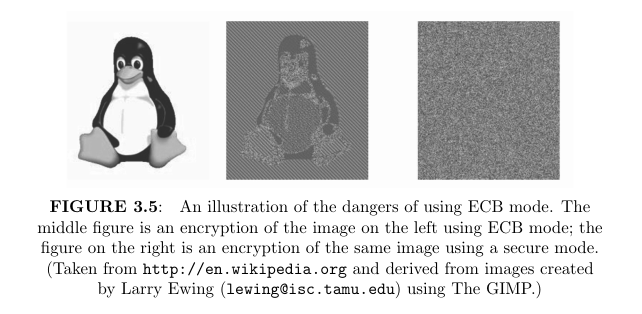 FIGURE 3.5: An illustration of the dangers of using ECB mode. The
middle figure is an encryption of the image on the left using ECB mode; the
figure on the right is an encryption of the same image using a secure mode.
(Taken from http://en.wikipedia.org and derived from images created
by Larry Ewing (lewing@isc.tamu.edu) using The GIMP.)